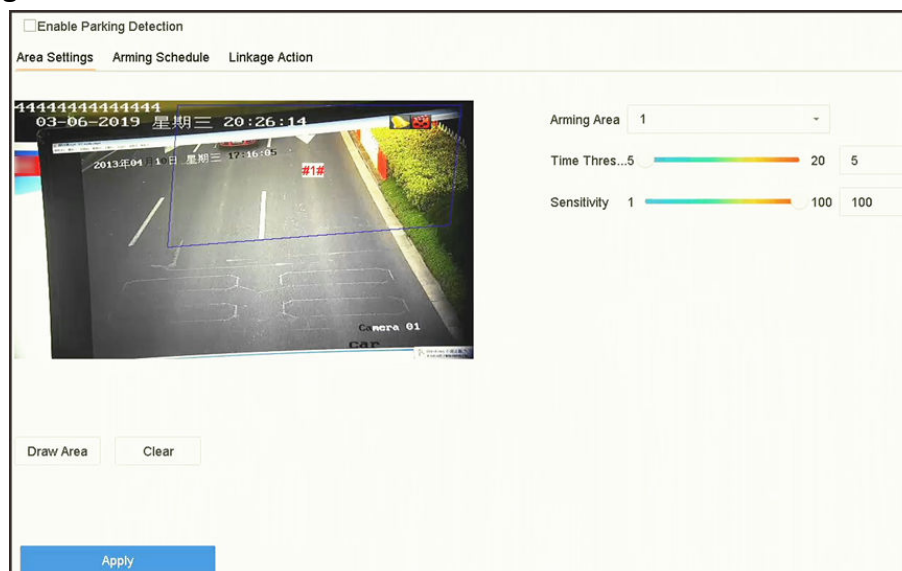 Enable Parking Detection
Area Settings Arming Schedule Linkage Action
44444444444444
03-06-2019 星期三 20:26:14
2013年04月10日 星期三 17:16:05
#1#
Camera 01
car
Arming Area 1
Time Thres...5 20 5
Sensitivity 1 100 100
Draw Area Clear
Apply